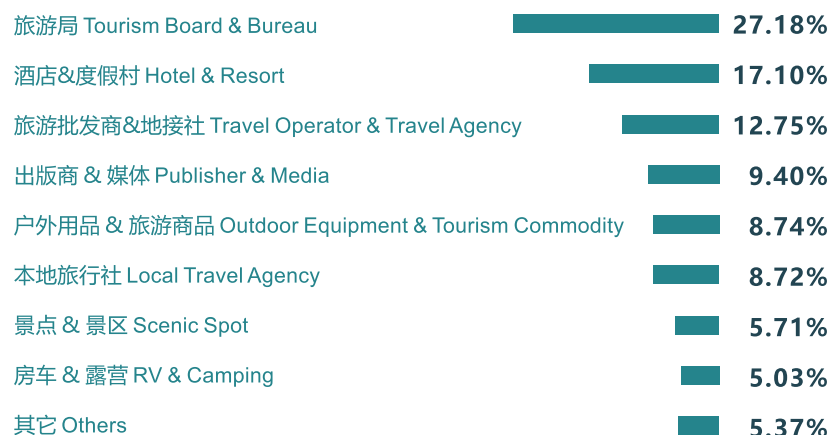 旅游局 Tourism Board & Bureau 27.18%
酒店&度假村 Hotel & Resort 17.10%
旅游批发商&地接社 Travel Operator & Travel Agency 12.75%
出版商 & 媒体 Publisher & Media 9.40%
户外用品 & 旅游商品 Outdoor Equipment & Tourism Commodity 8.74%
本地旅行社 Local Travel Agency 8.72%
景点 & 景区 Scenic Spot 5.71%
房车 & 露营 RV & Camping 5.03%
其它 Others 5.37%